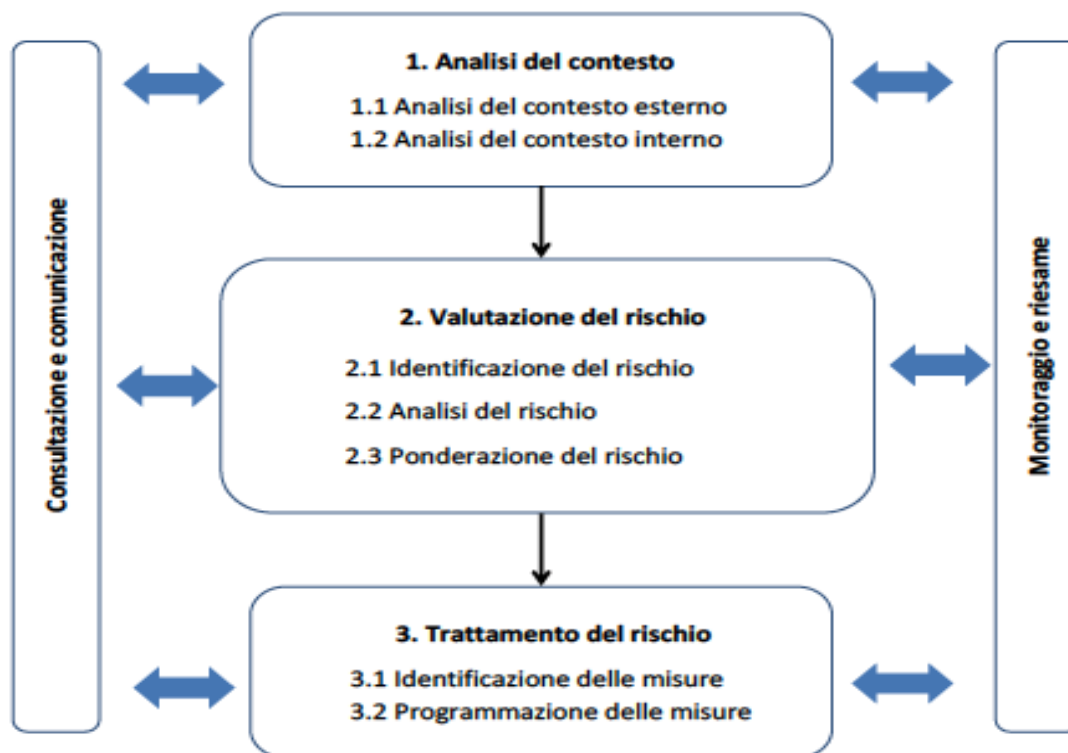 Consultazione e comunicazione
1. Analisi del contesto
1.1 Analisi del contesto esterno
1.2 Analisi del contesto interno
2. Valutazione del rischio
2.1 Identificazione del rischio
2.2 Analisi del rischio
2.3 Ponderazione del rischio
3. Trattamento del rischio
3.1 Identificazione delle misure
3.2 Programmazione delle misure
Monitoraggio e riesame